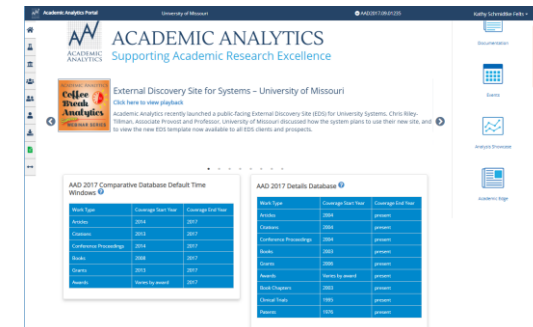 Academic Analytics Portal
University of Missouri
AAD2017.09.01.235
Kathy Schmidtke Felts
ACADEMIC
ANALYTICS
ACADEMIC ANALYTICS
Supporting Academic Research Excellence
Documentation
Events
Analysis Showcase
Academic Edge
ACADEMIC ANALYTICS
Coffee
Break
Analytics
WEBINAR SERIES
External Discovery Site for Systems – University of Missouri
Click here to view playback
Academic Analytics recently launched a public-facing External Discovery Site (EDS) for University Systems. Chris Riley-
Tillman, Associate Provost and Professor, University of Missouri discussed how the system plans to use their new site, and
to view the new EDS template now available to all EDS clients and prospects.
AAD 2017 Comparative Database Default Time
Windows
Work Type Coverage Start Year Coverage End Year
Articles 2014 2017
Citations 2013 2017
Conference Proceedings 2014 2017
Books 2008 2017
Grants 2013 2017
Awards Varies by award 2017
AAD 2017 Details Database
Work Type Coverage Start Year Coverage End Year
Articles 2004 present
Citations 2004 present
Conference Proceedings 2004 present
Books 2003 present
Grants 2006 present
Awards Varies by award present
Book Chapters 2003 present
Clinical Trials 1995 present
Patents 1976 present